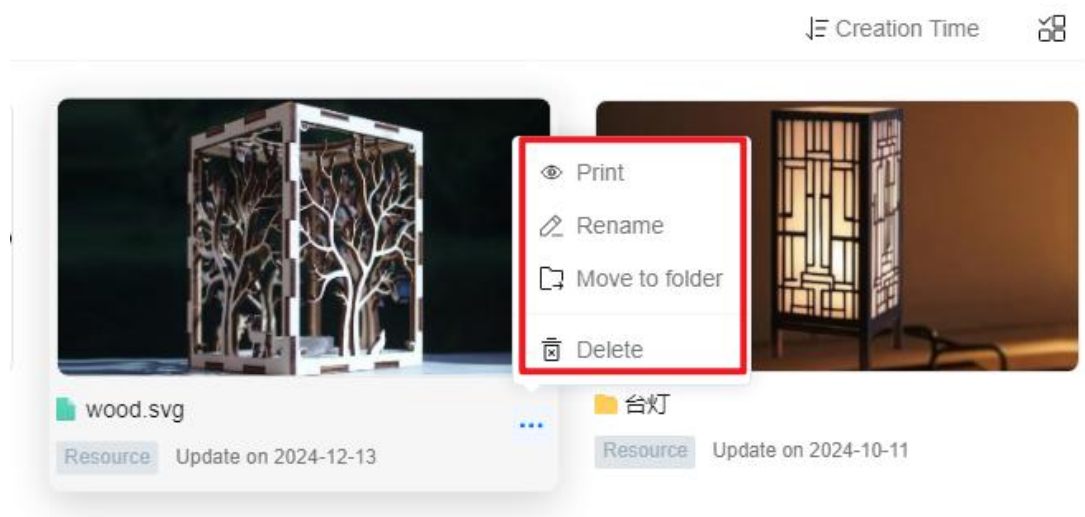 Creation Time
Print
Rename
Move to folder
Delete
wood.svg
台灯
Resource Update on 2024-12-13
Resource Update on 2024-10-11